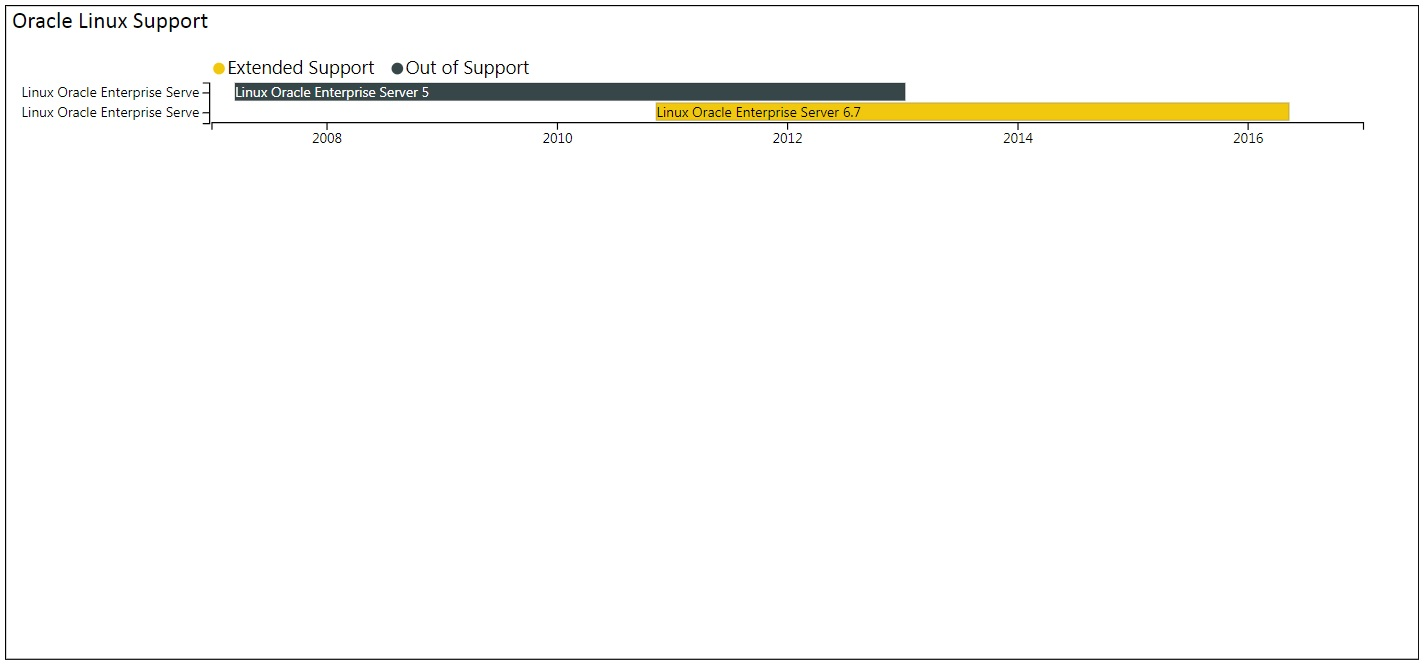 Oracle Linux Support
Extended Support Out of Support
Linux Oracle Enterprise Serve Linux Oracle Enterprise Server 5
Linux Oracle Enterprise Serve Linux Oracle Enterprise Server 6.7
2008 2010 2012 2014 2016